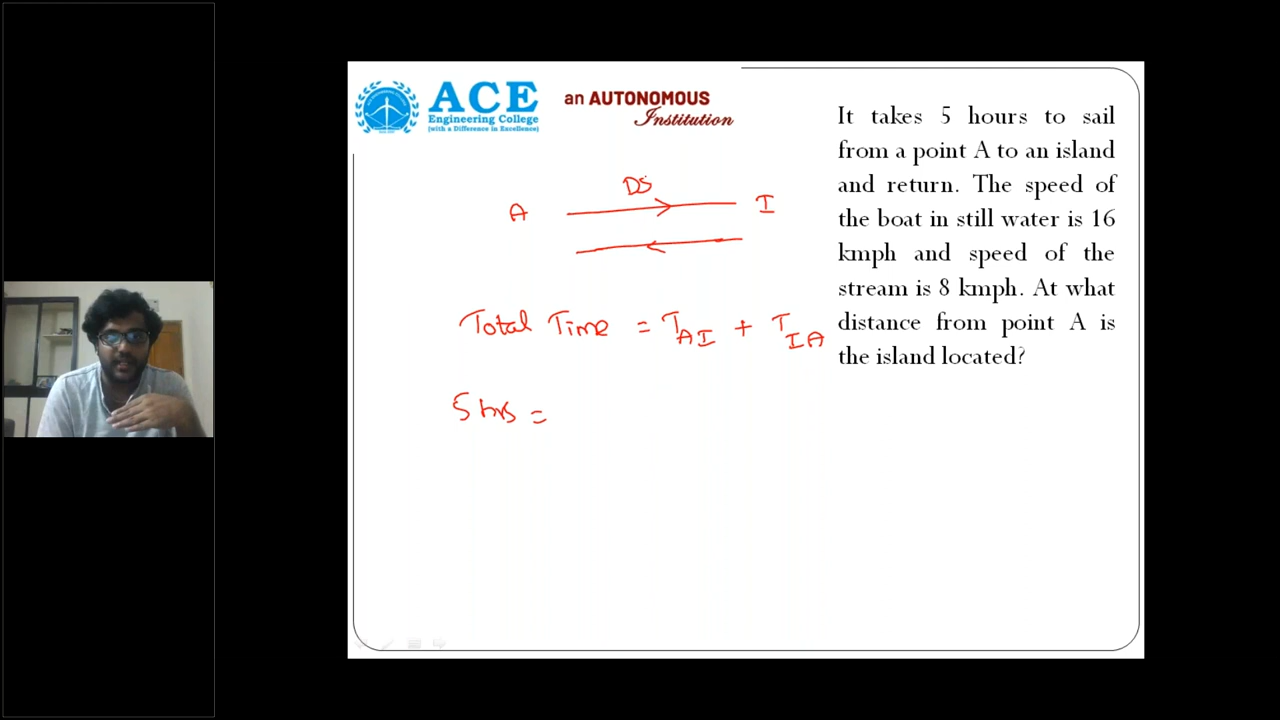 ACE
Engineering College
(with a Difference in Excellence)
an AUTONOMOUS
Institution
It takes 5 hours to sail
from a point A to an island
and return. The speed of
the boat in still water is 16
kmph and speed of the
stream is 8 kmph. At what
distance from point A is
the island located?
DS
A I
Total Time = T_AI + T_IA
5 hrs =